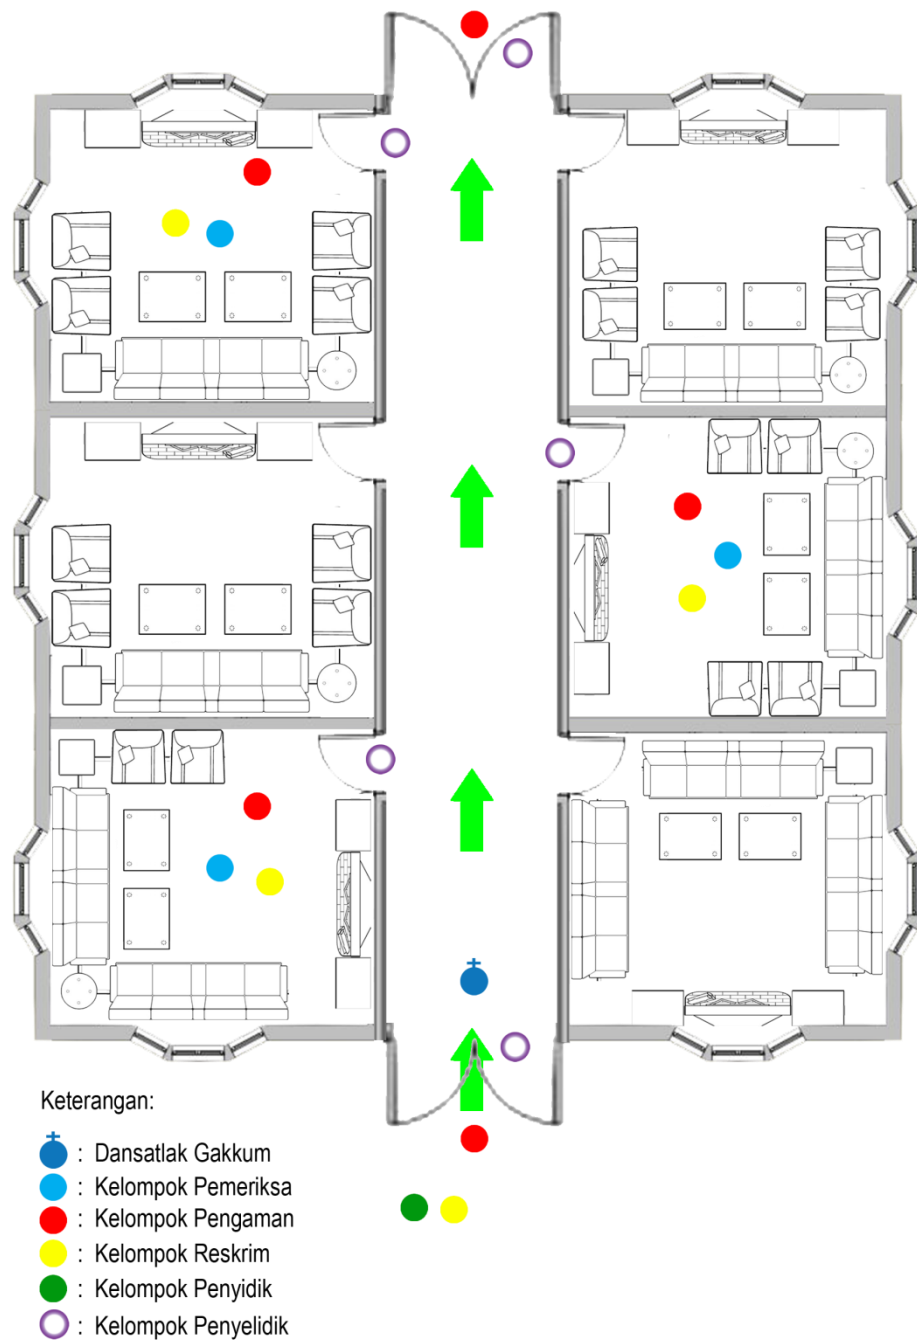 Keterangan:
: Dansatlak Gakkum
: Kelompok Pemeriksa
: Kelompok Pengaman
: Kelompok Reskrim
: Kelompok Penyidik
: Kelompok Penyelidik